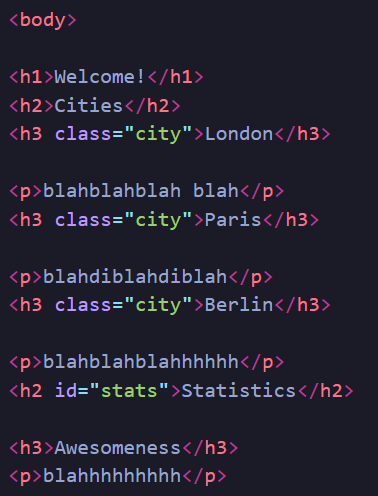 <body>
<h1>Welcome!</h1>
<h2>Cities</h2>
<h3 class="city">London</h3>
<p>blahblahblah blah</p>
<h3 class="city">Paris</h3>
<p>blahdiblahdiblah</p>
<h3 class="city">Berlin</h3>
<p>blahblahblahhhhhh</p>
<h2 id="stats">Statistics</h2>
<h3>Awesomeness</h3>
<p>blahhhhhhhhh</p>